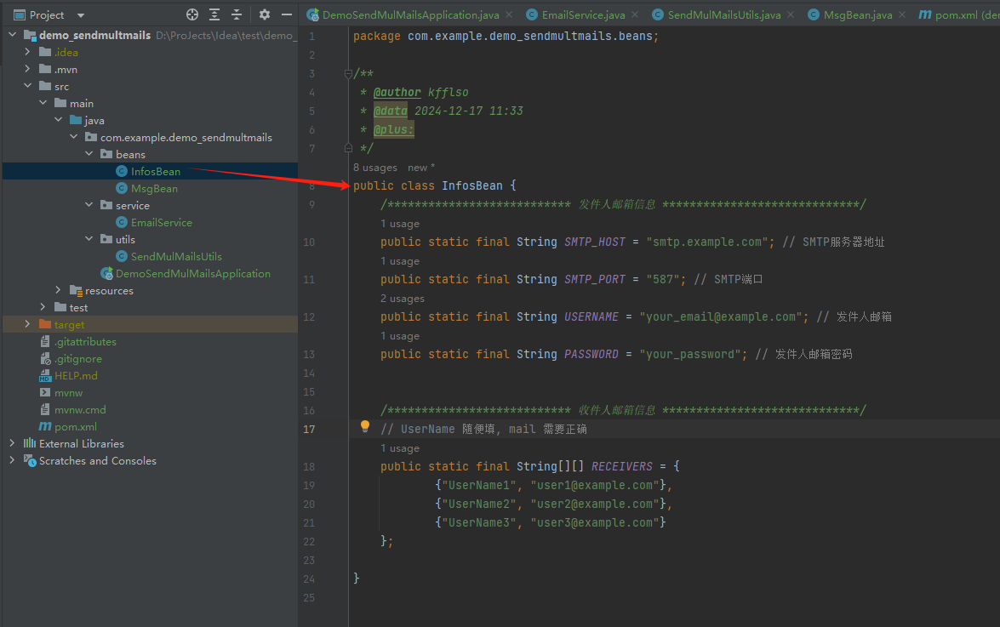 Project
demo_sendmultmails D:\ProJects\Idea\test\demo_
.idea
.mvn
src
main
java
com.example.demo_sendmultmails
beans
InfosBean
MsgBean
service
EmailService
utils
SendMulMailsUtils
DemoSendMulMailsApplication
resources
test
target
.gitattributes
.gitignore
HELP.md
mvnw
mvnw.cmd
pom.xml
External Libraries
Scratches and Consoles
DemoSendMulMailsApplication.java EmailService.java SendMulMailsUtils.java MsgBean.java pom.xml (de
1 package com.example.demo_sendmultmails.beans;
2
3 /**
4 * @author kfflso
5 * @data 2024-12-17 11:33
6 * @plus:
7 */
8 usages new *
8 public class InfosBean {
9 /*************************** 发件人邮箱信息 *****************************/
1 usage
10 public static final String SMTP_HOST = "smtp.example.com"; // SMTP服务器地址
1 usage
11 public static final String SMTP_PORT = "587"; // SMTP端口
2 usages
12 public static final String USERNAME = "your_email@example.com"; // 发件人邮箱
1 usage
13 public static final String PASSWORD = "your_password"; // 发件人邮箱密码
14
15
16 /*************************** 收件人邮箱信息 *****************************/
17 // UserName 随便填, mail 需要正确
1 usage
18 public static final String[][] RECEIVERS = {
19 {"UserName1", "user1@example.com"},
20 {"UserName2", "user2@example.com"},
21 {"UserName3", "user3@example.com"}
22 };
23
24 }
25